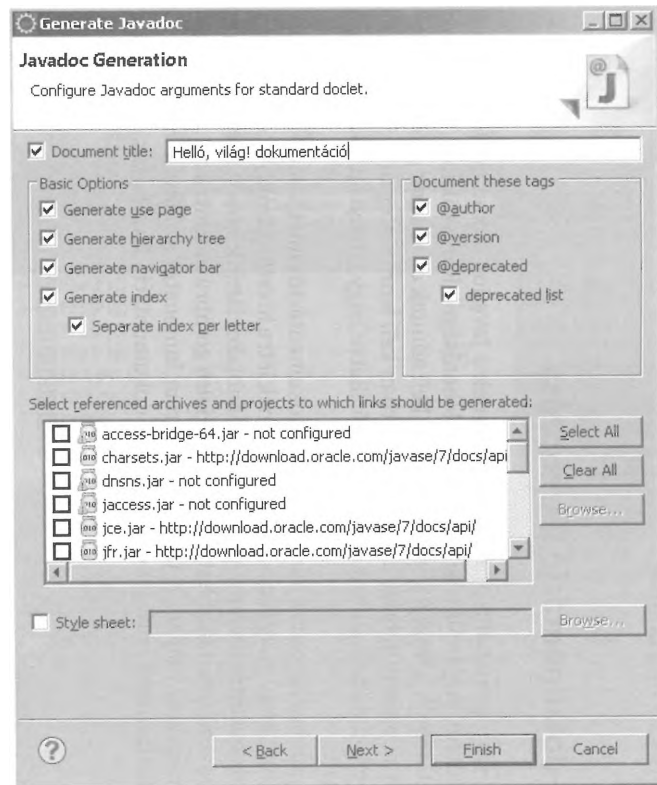 Generate Javadoc
Javadoc Generation
Configure Javadoc arguments for standard doclet.
Document title: Helló, világ! dokumentáció
Basic Options
Generate use page
Generate hierarchy tree
Generate navigator bar
Generate index
Separate index per letter
Document these tags
@author
@version
@deprecated
deprecated list
Select referenced archives and projects to which links should be generated:
access-bridge-64.jar - not configured
charsets.jar - http://download.oracle.com/javase/7/docs/api
dnsns.jar - not configured
jaccess.jar - not configured
jce.jar - http://download.oracle.com/javase/7/docs/api/
jfr.jar - http://download.oracle.com/javase/7/docs/api/
Select All
Clear All
Browse...
Style sheet:
Browse...
< Back
Next >
Finish
Cancel